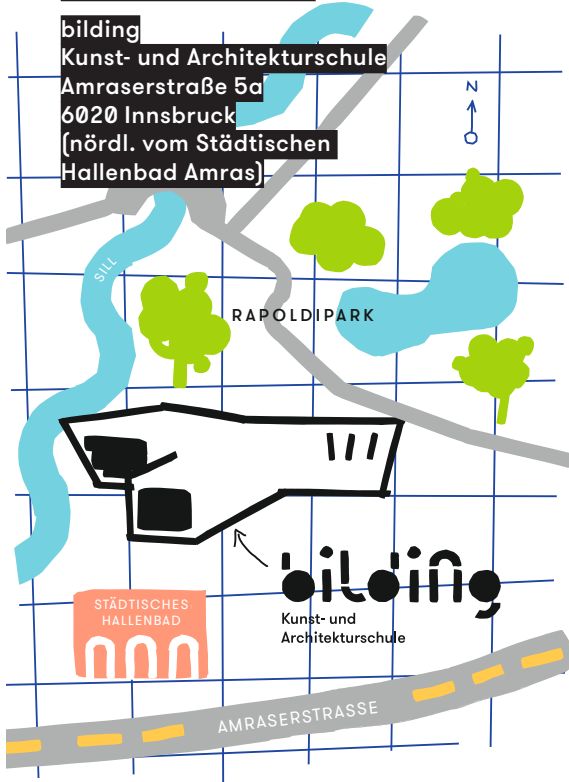 bilding
Kunst- und Architekturschule
Amraserstraße 5a
6020 Innsbruck
(nördl. vom Städtischen
Hallenbad Amras)
N
SILL
RAPOLDIPARK
bilding
Kunst- und
Architekturschule
STÄDTISCHES
HALLENBAD
AMRASERSTRASSE